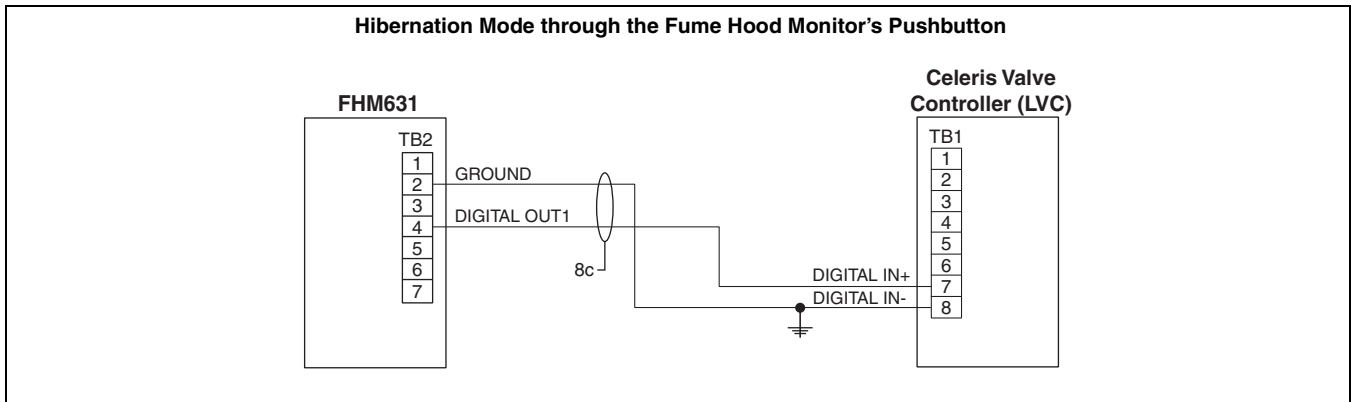 Hibernation Mode through the Fume Hood Monitor's Pushbutton
FHM631
TB2
1
2
3
4
5
6
7
GROUND
DIGITAL OUT1
8c
Celeris Valve
Controller (LVC)
TB1
1
2
3
4
5
6
7
8
DIGITAL IN+
DIGITAL IN-